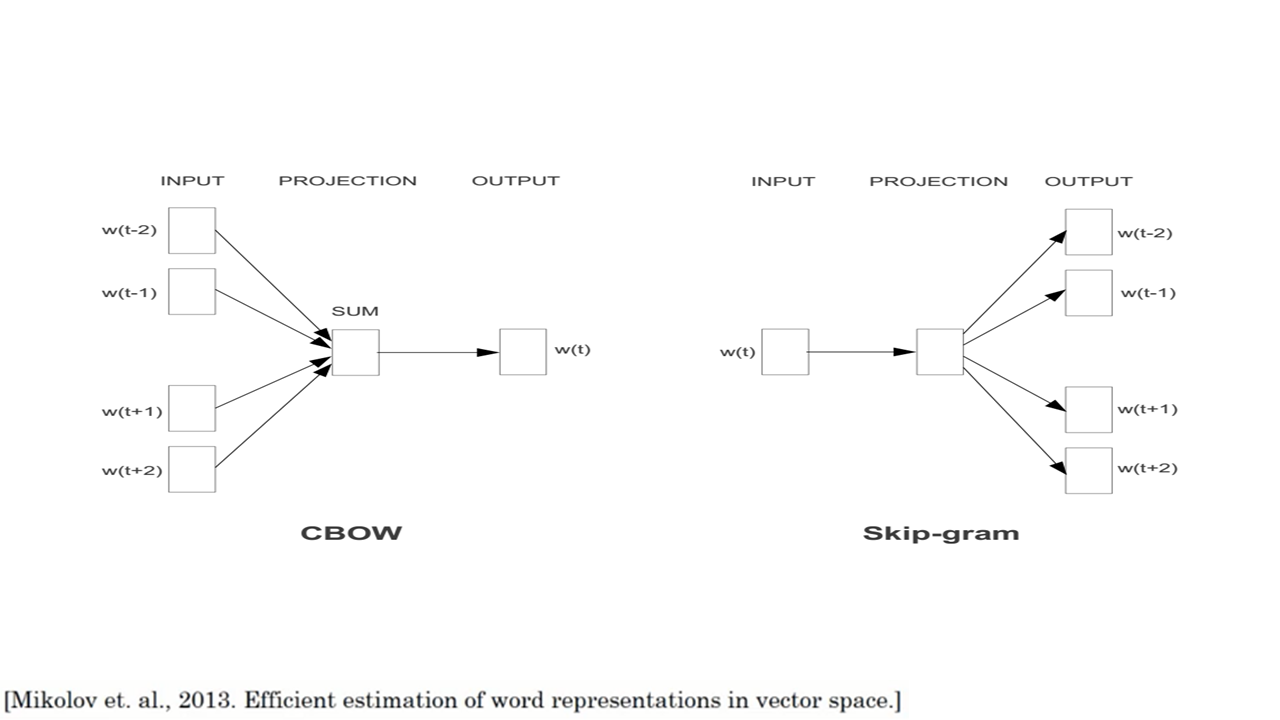 INPUT PROJECTION OUTPUT
w(t-2)
w(t-1)
SUM
w(t)
w(t+1)
w(t+2)
CBOW
INPUT PROJECTION OUTPUT
w(t-2)
w(t-1)
w(t)
w(t+1)
w(t+2)
Skip-gram
[Mikolov et. al., 2013. Efficient estimation of word representations in vector space.]